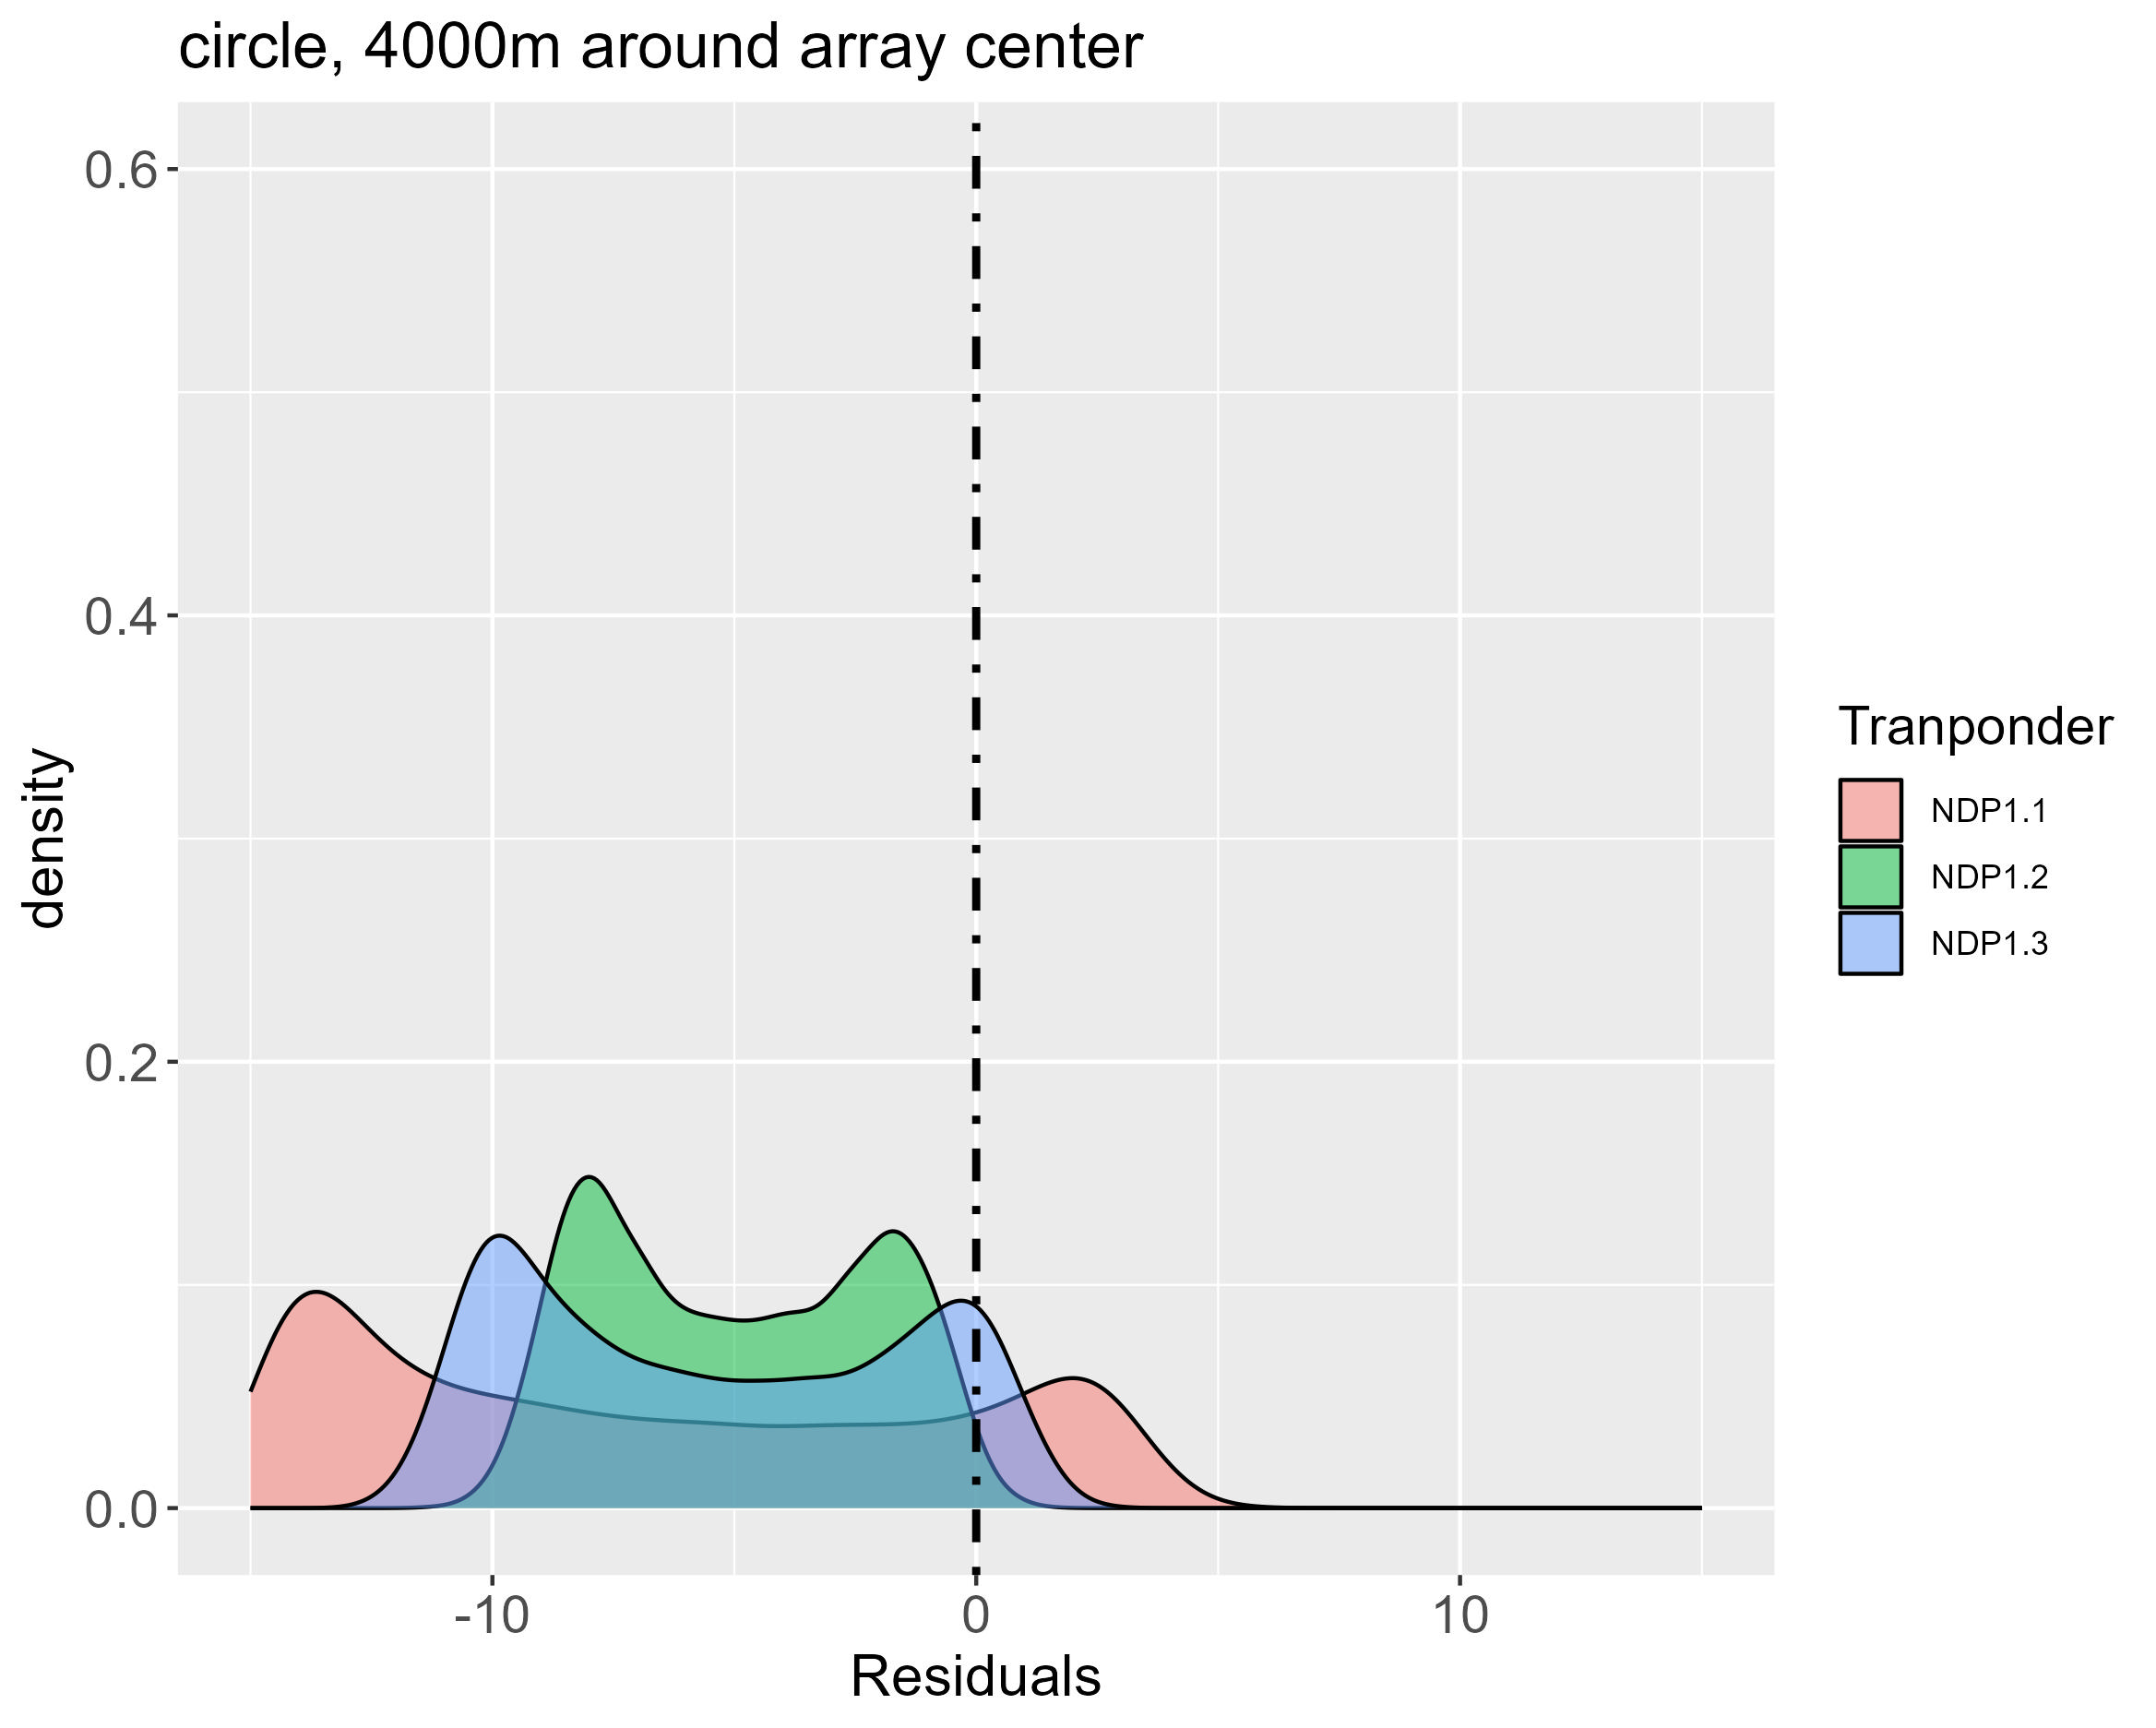 circle, 4000m around array center
0.6
0.4
0.2
0.0
density
-10 0 10
Residuals
Tranponder
NDP1.1
NDP1.2
NDP1.3